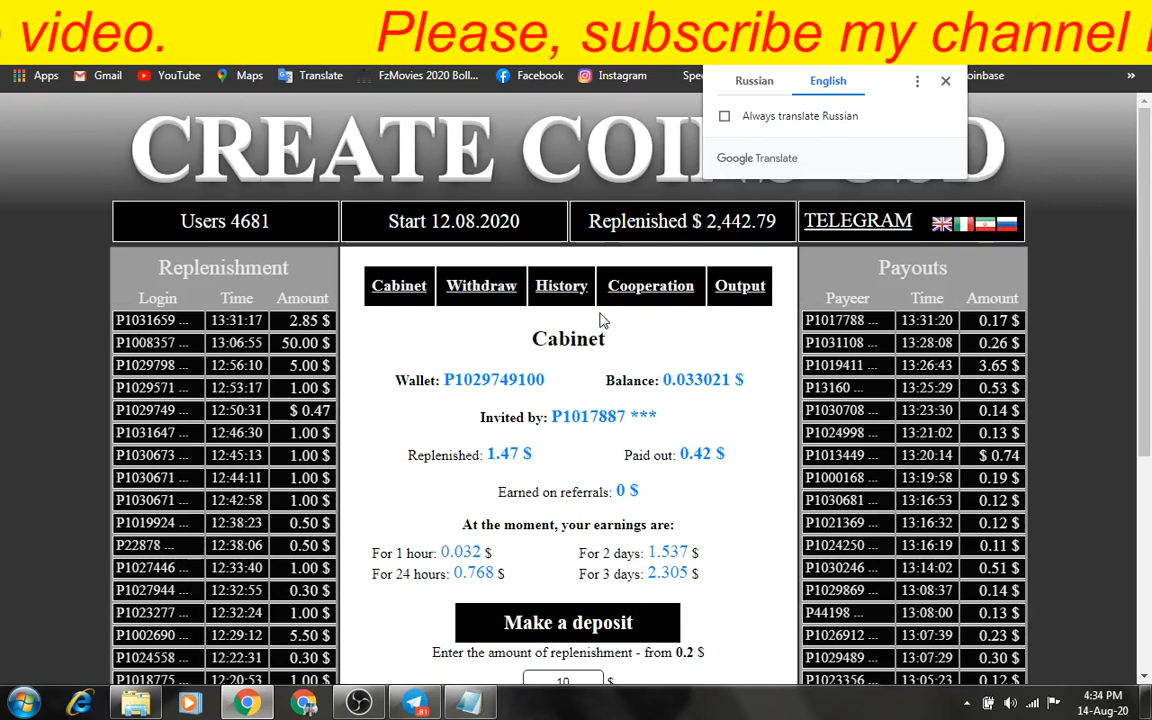 video. Please, subscribe my channel
Apps Gmail YouTube Maps Translate FzMovies 2020 Boll... Facebook Instagram oinbase »
Russian English
Always translate Russian
Google Translate
CREATE
Users 4681 Start 12.08.2020 Replenished $ 2,442.79 TELEGRAM
Replenishment
Login Time Amount
P1031659 ... 13:31:17 2.85 $
P1008357 ... 13:06:55 50.00 $
P1029798 ... 12:56:10 5.00 $
P1029571 ... 12:53:17 1.00 $
P1029749 ... 12:50:31 $ 0.47
P1031647 ... 12:46:30 1.00 $
P1030673 ... 12:45:13 1.00 $
P1030671 ... 12:44:11 1.00 $
P1030671 ... 12:42:58 1.00 $
P1019924 ... 12:38:23 0.50 $
P22878 ... 12:38:06 0.50 $
P1027446 ... 12:33:40 1.00 $
P1027944 ... 12:32:55 0.30 $
P1023277 ... 12:32:24 1.00 $
P1002690 ... 12:29:12 5.50 $
P1024558 ... 12:22:31 0.30 $
P1018775 ... 12:20:53 1.00 $
Cabinet Withdraw History Cooperation Output
Cabinet
Wallet: P1029749100 Balance: 0.033021 $
Invited by: P1017887 ***
Replenished: 1.47 $ Paid out: 0.42 $
Earned on referrals: 0 $
At the moment, your earnings are:
For 1 hour: 0.032 $ For 2 days: 1.537 $
For 24 hours: 0.768 $ For 3 days: 2.305 $
Make a deposit
Enter the amount of replenishment - from 0.2 $
10 $
Payouts
Payeer Time Amount
P1017788 ... 13:31:20 0.17 $
P1031108 ... 13:28:08 0.26 $
P1019411 ... 13:26:43 3.65 $
P13160 ... 13:25:29 0.53 $
P1030708 ... 13:23:30 0.14 $
P1024998 ... 13:21:02 0.13 $
P1013449 ... 13:20:14 $ 0.74
P1000168 ... 13:19:58 0.19 $
P1030681 ... 13:16:53 0.12 $
P1021369 ... 13:16:32 0.12 $
P1024250 ... 13:16:19 0.11 $
P1030246 ... 13:14:02 0.51 $
P1029869 ... 13:08:37 0.14 $
P44198 ... 13:08:00 0.13 $
P1026912 ... 13:07:39 0.23 $
P1029489 ... 13:07:29 0.30 $
P1023356 ... 13:05:23 0.12 $
81
4:34 PM
14-Aug-20